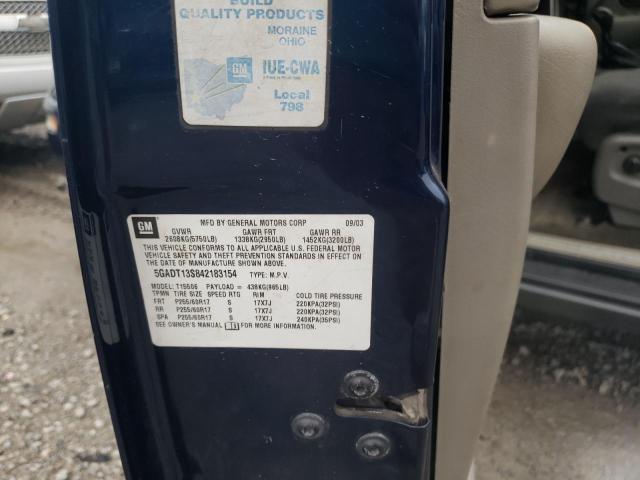 BUILD
QUALITY PRODUCTS
MORAINE
OHIO
GM
IUE-CWA
Local
798
GM
MFD BY GENERAL MOTORS CORP 09/03
GVWR GAWR FRT GAWR RR
2608KG(5750LB) 1338KG(2950LB) 1452KG(3200LB)
THIS VEHICLE CONFORMS TO ALL APPLICABLE U.S. FEDERAL MOTOR
VEHICLE SAFETY AND THEFT PREVENTION STANDARDS IN EFFECT ON
THE DATE OF MANUFACTURE SHOWN ABOVE.
5GADT13S842183154 TYPE: M.P.V.
MODEL: T15506 PAYLOAD = 438KG(965LB)
TPMN TIRE SIZE SPEED RTG RIM COLD TIRE PRESSURE
FRT P255/60R17 S 17X7J 220KPA(32PSI)
RR P255/60R17 S 17X7J 220KPA(32PSI)
SPA P255/60R17 S 17X7J 240KPA(35PSI)
SEE OWNER'S MANUAL FOR MORE INFORMATION.